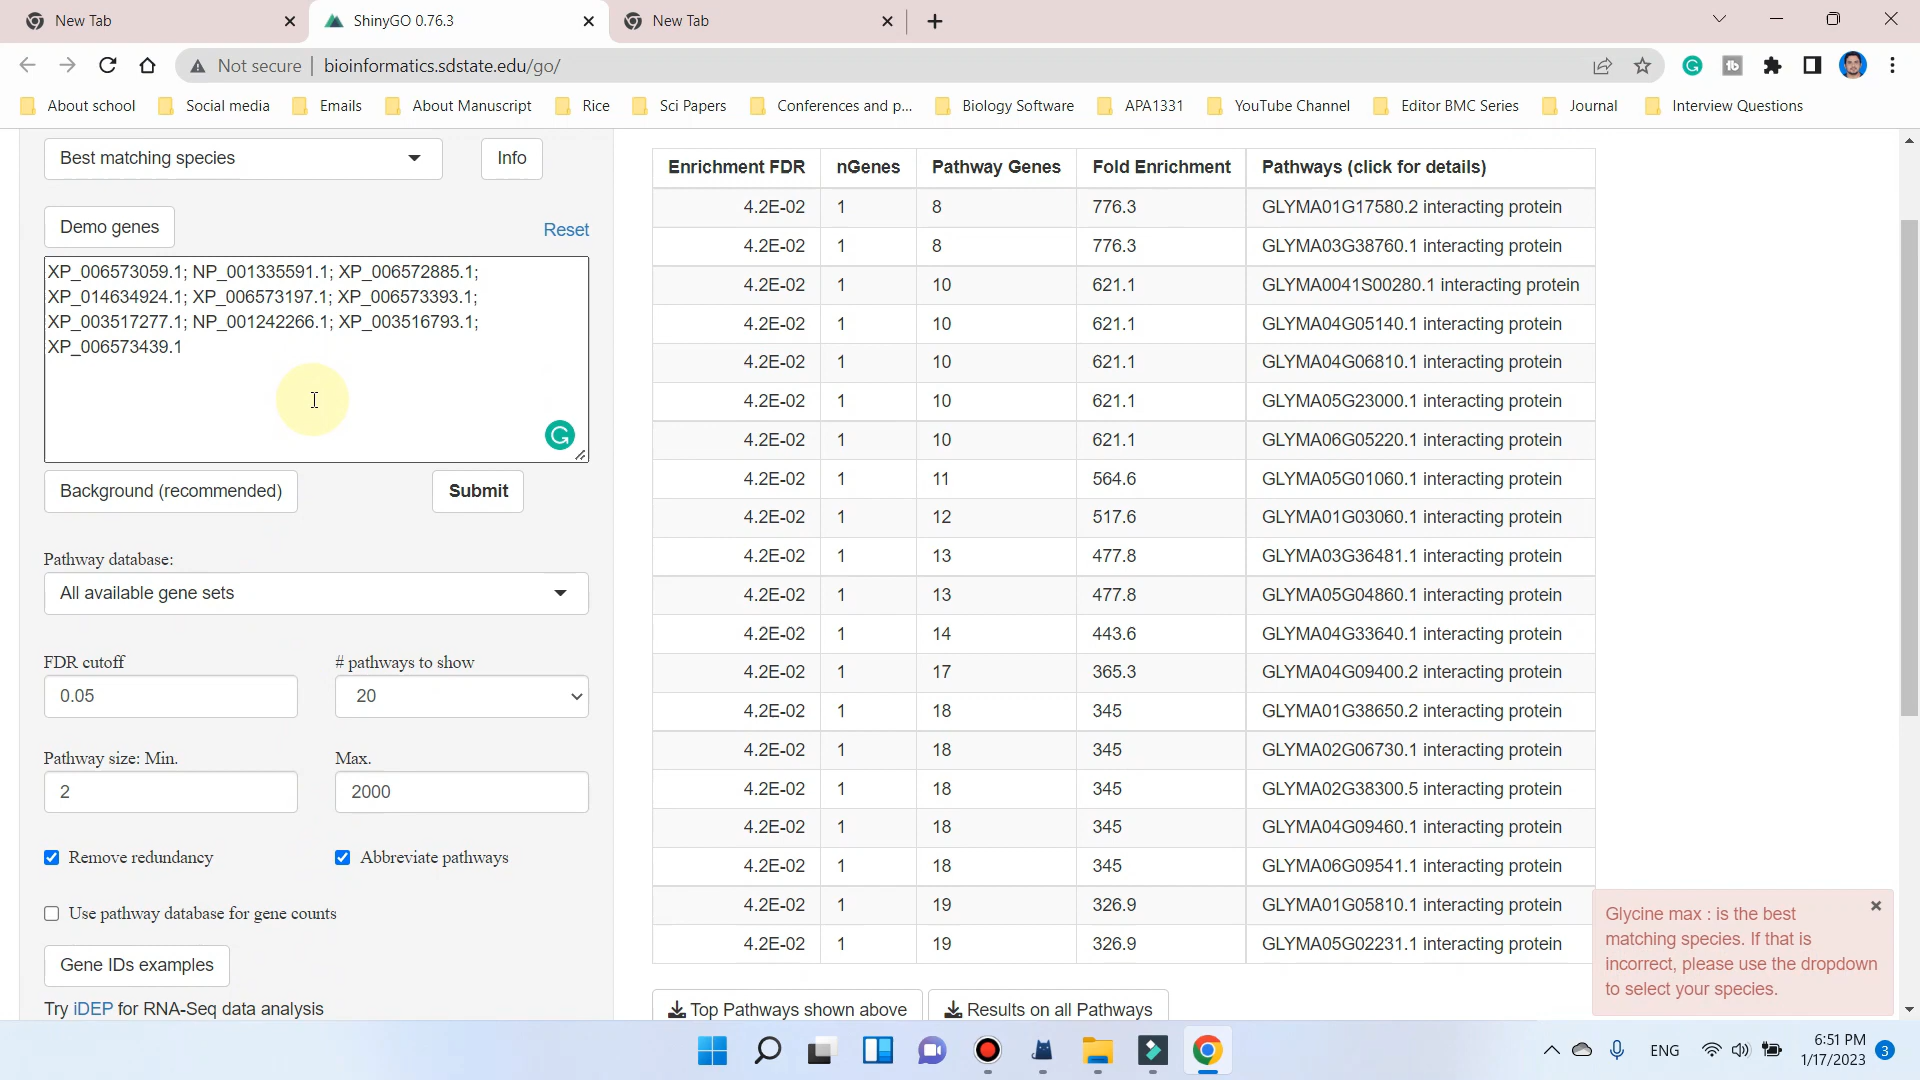 New Tab
ShinyGO 0.76.3
New Tab
Not secure | bioinformatics.sdstate.edu/go/
About school
Social media
Emails
About Manuscript
Rice
Sci Papers
Conferences and p...
Biology Software
APA1331
YouTube Channel
Editor BMC Series
Journal
Interview Questions
Best matching species
Info
Demo genes
Reset
XP_006573059.1; NP_001335591.1; XP_006572885.1;
XP_014634924.1; XP_006573197.1; XP_006573393.1;
XP_003517277.1; NP_001242266.1; XP_003516793.1;
XP_006573439.1
Background (recommended)
Submit
Pathway database:
All available gene sets
FDR cutoff
# pathways to show
0.05
20
Pathway size: Min.
Max.
2
2000
Remove redundancy
Abbreviate pathways
Use pathway database for gene counts
Gene IDs examples
Try iDEP for RNA-Seq data analysis
Enrichment FDR nGenes Pathway Genes Fold Enrichment Pathways (click for details)
4.2E-02 1 8 776.3 GLYMA01G17580.2 interacting protein
4.2E-02 1 8 776.3 GLYMA03G38760.1 interacting protein
4.2E-02 1 10 621.1 GLYMA0041S00280.1 interacting protein
4.2E-02 1 10 621.1 GLYMA04G05140.1 interacting protein
4.2E-02 1 10 621.1 GLYMA04G06810.1 interacting protein
4.2E-02 1 10 621.1 GLYMA05G23000.1 interacting protein
4.2E-02 1 10 621.1 GLYMA06G05220.1 interacting protein
4.2E-02 1 11 564.6 GLYMA05G01060.1 interacting protein
4.2E-02 1 12 517.6 GLYMA01G03060.1 interacting protein
4.2E-02 1 13 477.8 GLYMA03G36481.1 interacting protein
4.2E-02 1 13 477.8 GLYMA05G04860.1 interacting protein
4.2E-02 1 14 443.6 GLYMA04G33640.1 interacting protein
4.2E-02 1 17 365.3 GLYMA04G09400.2 interacting protein
4.2E-02 1 18 345 GLYMA01G38650.2 interacting protein
4.2E-02 1 18 345 GLYMA02G06730.1 interacting protein
4.2E-02 1 18 345 GLYMA02G38300.5 interacting protein
4.2E-02 1 18 345 GLYMA04G09460.1 interacting protein
4.2E-02 1 18 345 GLYMA06G09541.1 interacting protein
4.2E-02 1 19 326.9 GLYMA01G05810.1 interacting protein
4.2E-02 1 19 326.9 GLYMA05G02231.1 interacting protein
Top Pathways shown above
Results on all Pathways
Glycine max : is the best
matching species. If that is
incorrect, please use the dropdown
to select your species.
ENG
6:51 PM
1/17/2023
3